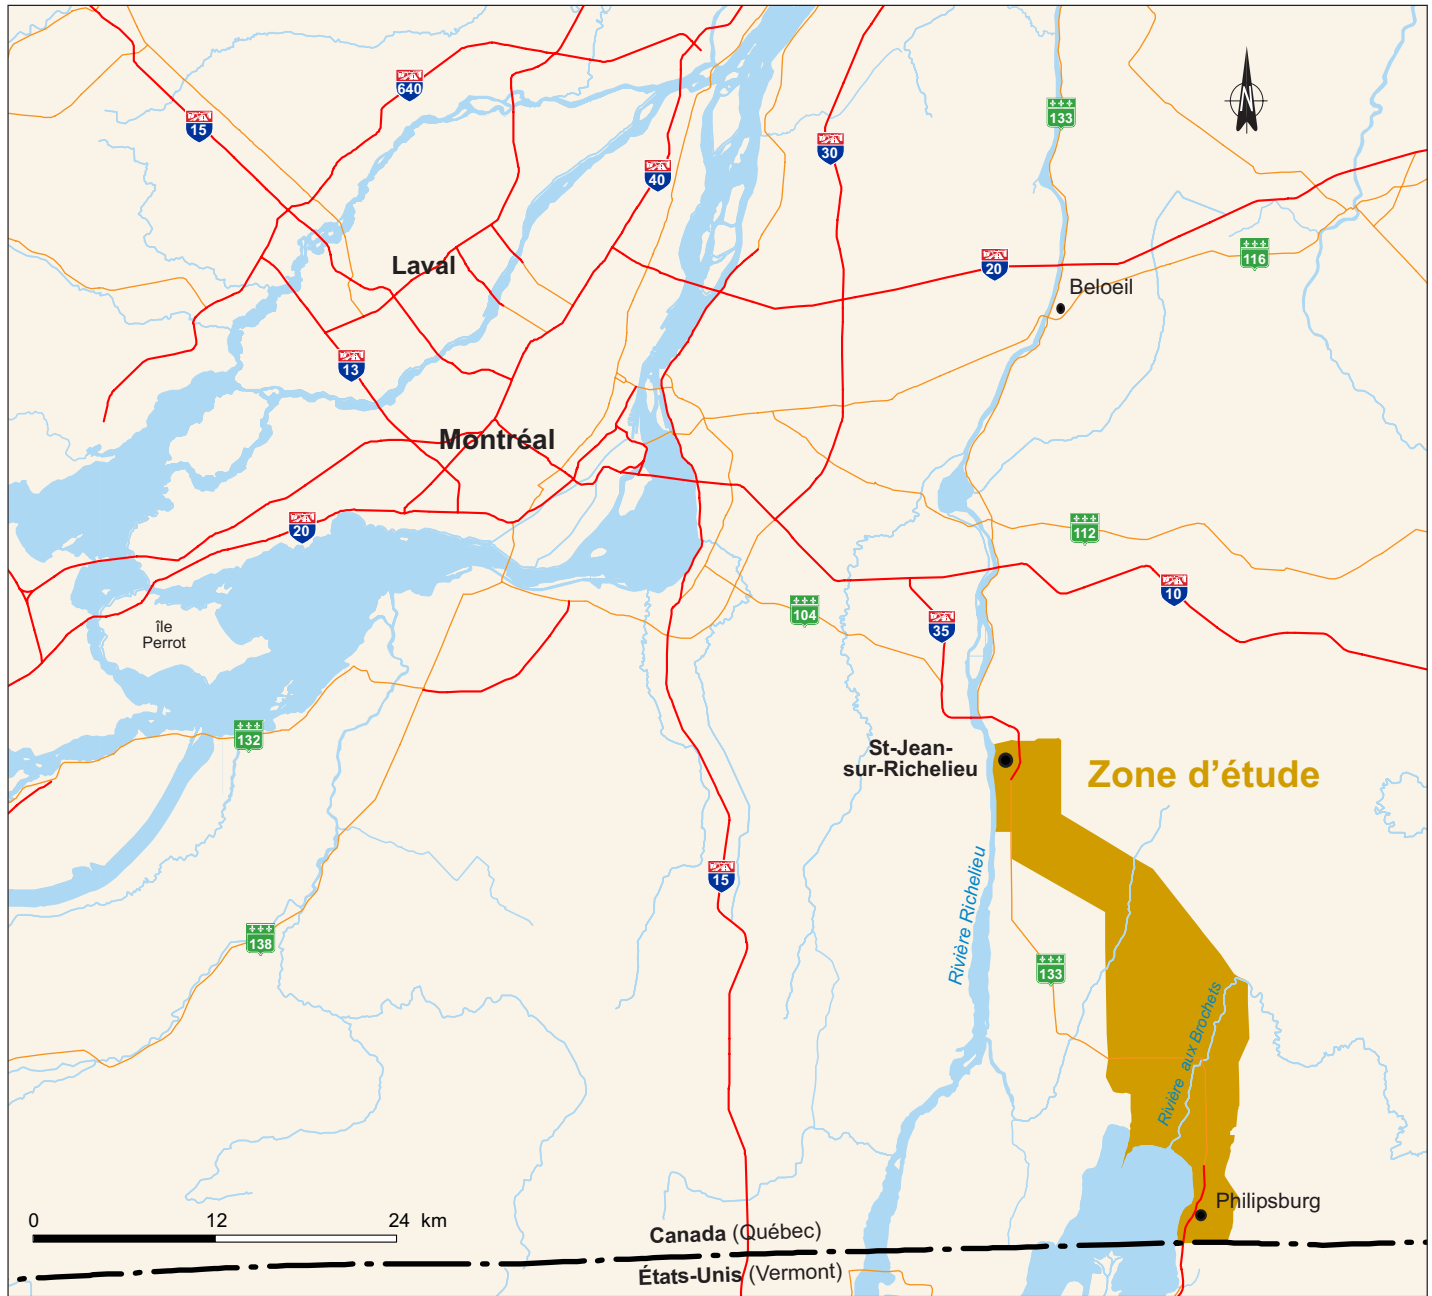 640
15
133
30
40
116
20
Laval
Beloeil
13
Montréal
20
112
10
104
35
île
Perrot
132
St-Jean-
sur-Richelieu
Zone d'étude
15
Rivière Richelieu
138
133
Rivière aux Brochets
Philipsburg
0 12 24 km
Canada (Québec)
États-Unis (Vermont)